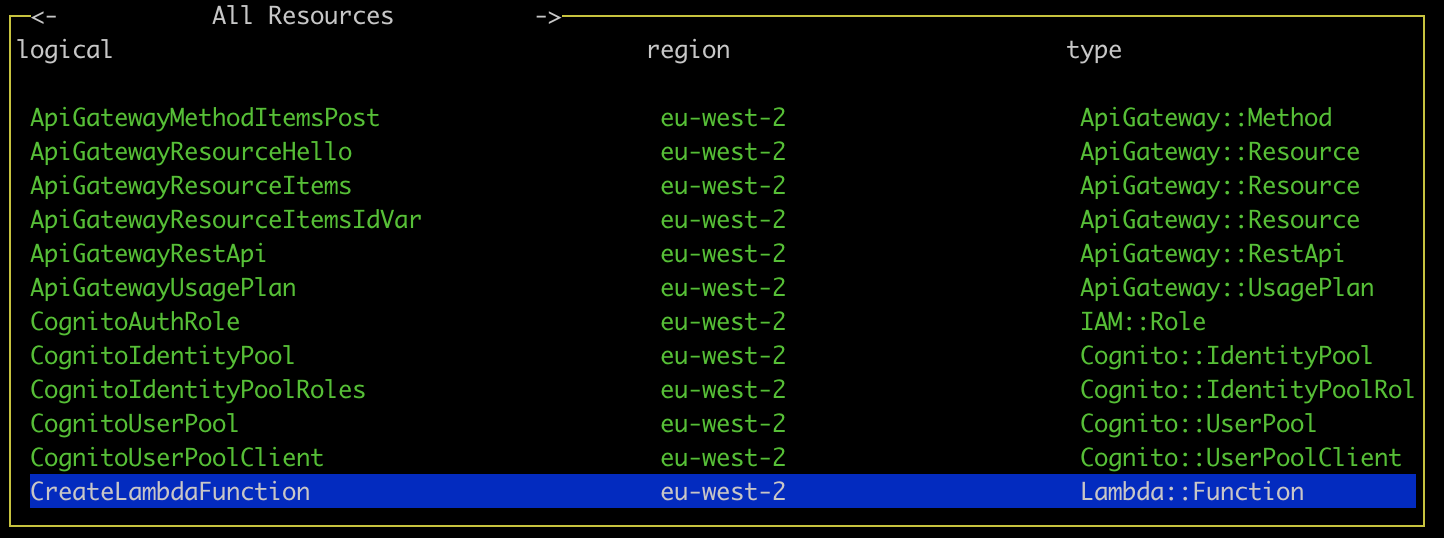 <- All Resources ->
logical region type
ApiGatewayMethodItemsPost eu-west-2 ApiGateway::Method
ApiGatewayResourceHello eu-west-2 ApiGateway::Resource
ApiGatewayResourceItems eu-west-2 ApiGateway::Resource
ApiGatewayResourceItemsIdVar eu-west-2 ApiGateway::Resource
ApiGatewayRestApi eu-west-2 ApiGateway::RestApi
ApiGatewayUsagePlan eu-west-2 ApiGateway::UsagePlan
CognitoAuthRole eu-west-2 IAM::Role
CognitoIdentityPool eu-west-2 Cognito::IdentityPool
CognitoIdentityPoolRoles eu-west-2 Cognito::IdentityPoolRol
CognitoUserPool eu-west-2 Cognito::UserPool
CognitoUserPoolClient eu-west-2 Cognito::UserPoolClient
CreateLambdaFunction eu-west-2 Lambda::Function